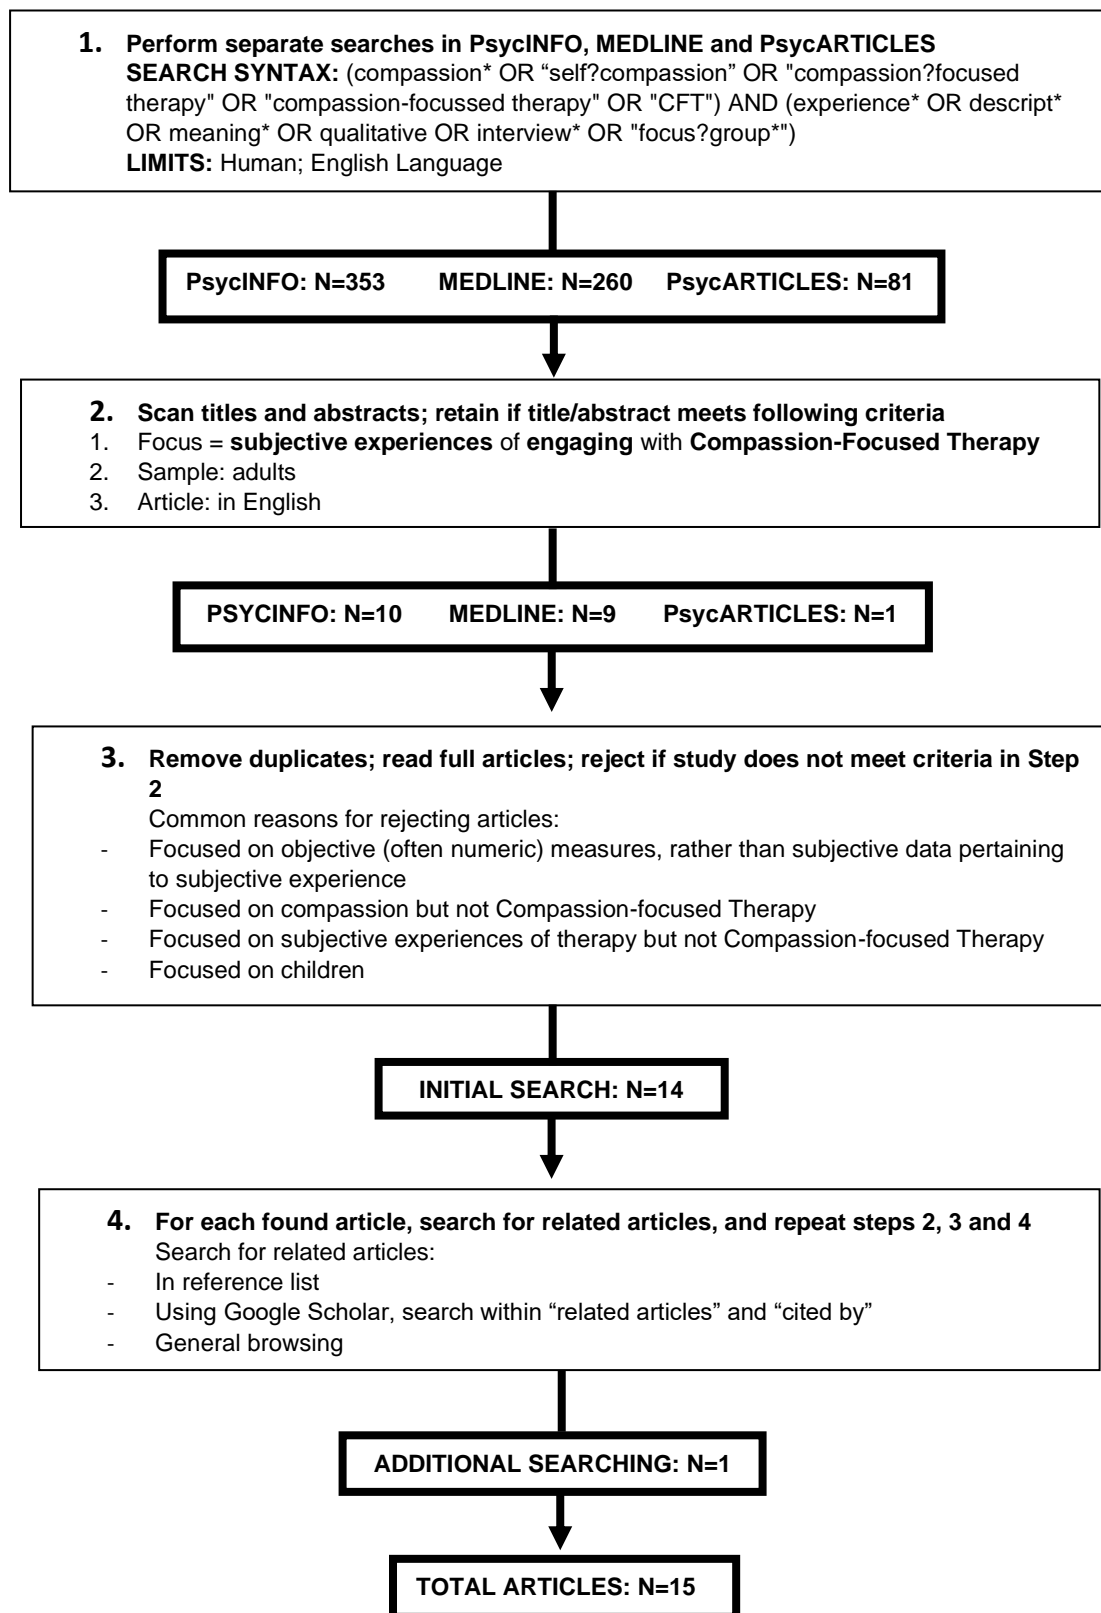 1. Perform separate searches in PsycINFO, MEDLINE and PsycARTICLES
SEARCH SYNTAX: (compassion* OR “self?compassion” OR "compassion?focused
therapy" OR "compassion-focussed therapy" OR "CFT") AND (experience* OR descript*
OR meaning* OR qualitative OR interview* OR "focus?group*")
LIMITS: Human; English Language
PsycINFO: N=353 MEDLINE: N=260 PsycARTICLES: N=81
2. Scan titles and abstracts; retain if title/abstract meets following criteria
1. Focus = subjective experiences of engaging with Compassion-Focused Therapy
2. Sample: adults
3. Article: in English
PSYCINFO: N=10 MEDLINE: N=9 PsycARTICLES: N=1
3. Remove duplicates; read full articles; reject if study does not meet criteria in Step
2
Common reasons for rejecting articles:
- Focused on objective (often numeric) measures, rather than subjective data pertaining
to subjective experience
- Focused on compassion but not Compassion-focused Therapy
- Focused on subjective experiences of therapy but not Compassion-focused Therapy
- Focused on children
INITIAL SEARCH: N=14
4. For each found article, search for related articles, and repeat steps 2, 3 and 4
Search for related articles:
- In reference list
- Using Google Scholar, search within “related articles” and “cited by”
- General browsing
ADDITIONAL SEARCHING: N=1
TOTAL ARTICLES: N=15